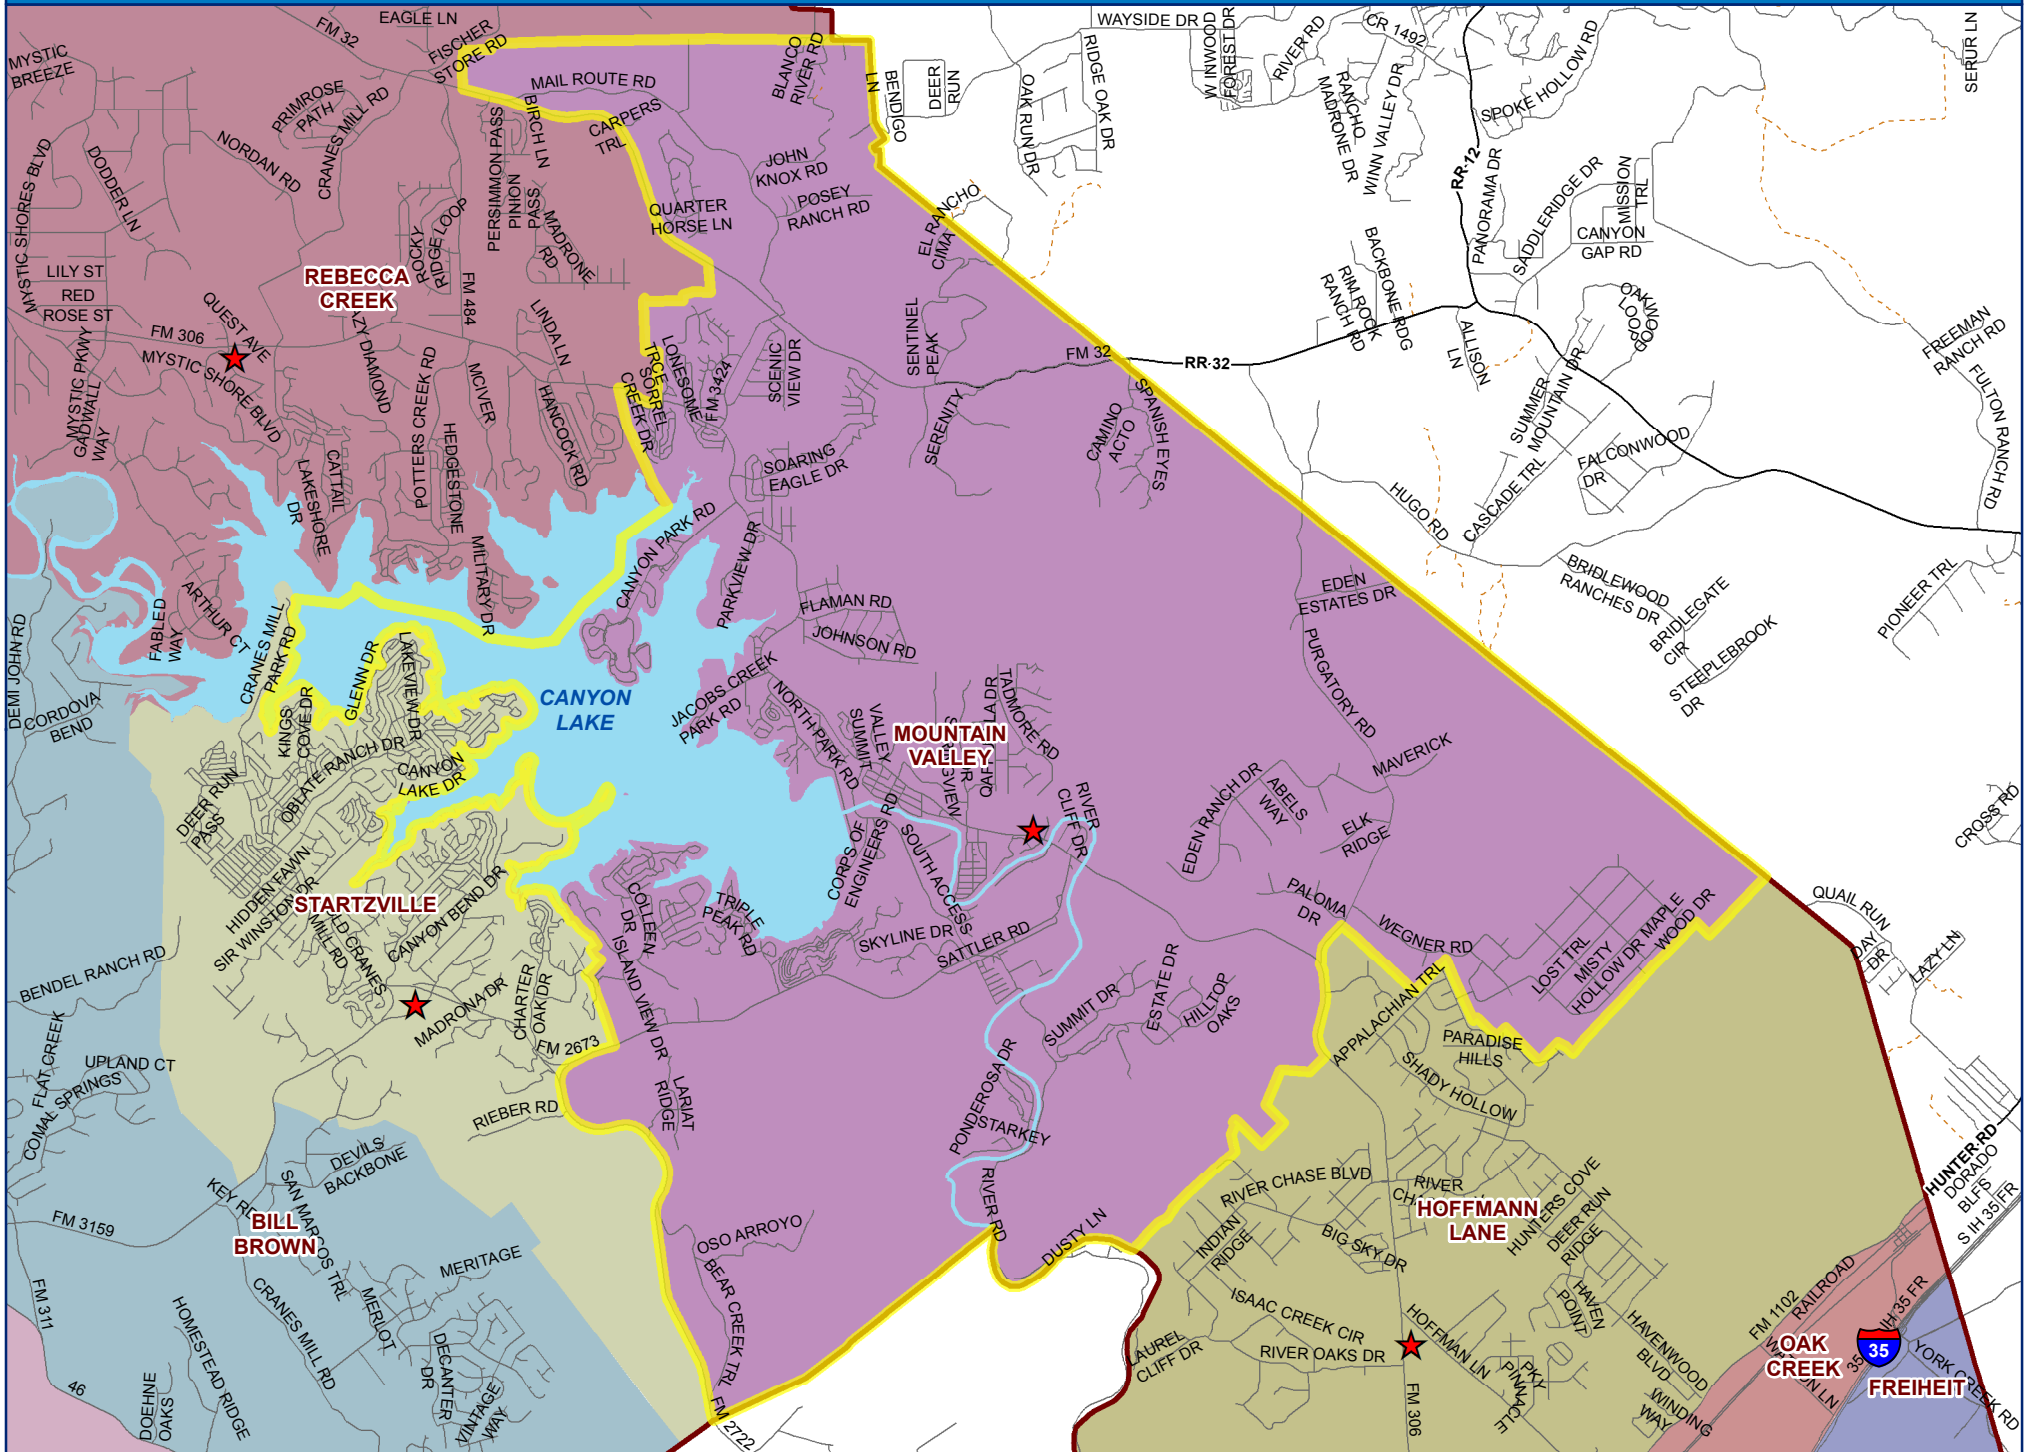 EAGLE LN
FM 32
FISCHER
STORE RD
MYSTIC
BREEZE
MAIL ROUTE RD
BLANCO
RIVER RD
LN
BENDIGO
DEER
RUN
WAYSIDE DR
RIDGE OAK DR
OAK RUN DR
W INWOOD
FOREST DR
RIVER RD
CR 1492
RANCHO
MADRONE DR
WINN VALLEY DR
SPOKE HOLLOW RD
SERUR LN
PRIMROSE
PATH
CRANES MILL RD
NORDAN RD
DODDER LN
MYSTIC SHORES BLVD
PERSIMMON PASS
BIRCH LN
PINION
PASS
MADRONE
RD
CARPERS
TRL
JOHN
KNOX RD
POSEY
RANCH RD
QUARTER
HORSE LN
EL RANCHO
CIMA
RR-12
PANORAMA DR
SADDLERIDGE DR
MISSION
TRL
CANYON
GAP RD
BACKBONE RDG
RIM ROCK
RANCH RD
OAKWOOD
LOOP
ALLISON
LN
FREEMAN
RANCH RD
FULTON RANCH RD
LILY ST
RED
ROSE ST
REBECCA
CREEK
ROCKY
RIDGE LOOP
FM 484
LINDA LN
QUEST AVE
FM 306
MYSTIC SHORE BLVD
MYSTIC PKWY
GADWALL
WAY
AZY DIAMOND
POTTERS CREEK RD
MCIVER
HANCOCK RD
HEDGESTONE
CATTAIL
LAKESHORE
DR
MILITARY DR
TRCE
SORREL
CREEK DR
LONESOME
FM 3424
SCENIC
VIEW DR
SENTINEL
PEAK
SERENITY
FM 32
RR-32
SPANISH EYES
CAMINO
ACTO
SOARING
EAGLE DR
SUMMER
MOUNTAIN DR
FALCONWOOD
DR
CASCADE TRL
HUGO RD
BRIDLEWOOD
RANCHES DR
BRIDLEGATE
CIR
STEEPLEBROOK
DR
PIONEER TRL
CANYON PARK RD
PARKVIEW DR
FLAMAN RD
JOHNSON RD
EDEN
ESTATES DR
PURGATORY RD
FABLED
WAY
ARTHUR CT
CRANES MILL
PARK RD
GLENN DR
LAKEVIEW DR
KINGS
COVE DR
OBLATE RANCH DR
CANYON
LAKE DR
CANYON
LAKE
DEMI JOHN RD
CORDOVA
BEND
JACOBS CREEK
PARK RD
NORTH PARK RD
VALLEY
SUMMIT
TADMORE RD
MOUNTAIN
VALLEY
CORPS OF
ENGINEERS RD
SOUTH ACCESS
RIVER
CLIFF DR
EDEN RANCH DR
ABELS
WAY
MAVERICK
ELK
RIDGE
CROSS RD
DEER RUN
PASS
HIDDEN FAWN
SIR WINSTON DR
STARTZVILLE
OLD CRANES
MILL RD
CANYON BEND DR
COLLEEN
DR
TRIPLE
PEAK RD
ISLAND VIEW DR
SKYLINE DR
SATTLER RD
PALOMA
DR
WEGNER RD
LOST TRL
MISTY
HOLLOW DR
MAPLE
WOOD DR
QUAIL RUN
DAY
DR
LAZY LN
BENDEL RANCH RD
MADRONA DR
CHARTER
OAK DR
FM 2673
ESTATE DR
SUMMIT DR
HILLTOP
OAKS
APPALACHIAN TRL
PARADISE
HILLS
SHADY HOLLOW
FLAT CREEK
UPLAND CT
COMAL SPRINGS
RIEBER RD
LARIAT
RIDGE
PONDEROSA DR
STARKEY
RIVER RD
DUSTY LN
DEVILS
BACKBONE
SAN MARCOS TRL
KEY RD
BILL
BROWN
FM 3159
OSO ARROYO
BEAR CREEK TRL
RIVER CHASE BLVD
RIVER
HOFFMANN
LANE
HUNTERS COVE
DEER RUN
RIDGE
INDIAN
RIDGE
BIG SKY DR
HUNTER RD
DORADO
BLFS
S IH 35 FR
MERITAGE
MERLOT
CRANES MILL RD
FM 311
HOMESTEAD RIDGE
DOEHNE
OAKS
46
DECANTER
DR
VINTAGE
WAY
FM 2722
ISAAC CREEK CIR
LAUREL
CLIFF DR
RIVER OAKS DR
HOFFMAN LN
FM 306
PKY
PINNACLE
HAVEN
POINT
HAVENWOOD
BLVD
WINDING
WAY
FM 1102
RAILROAD
OAK
CREEK
35
FREIHEIT
YORK CREEK RD